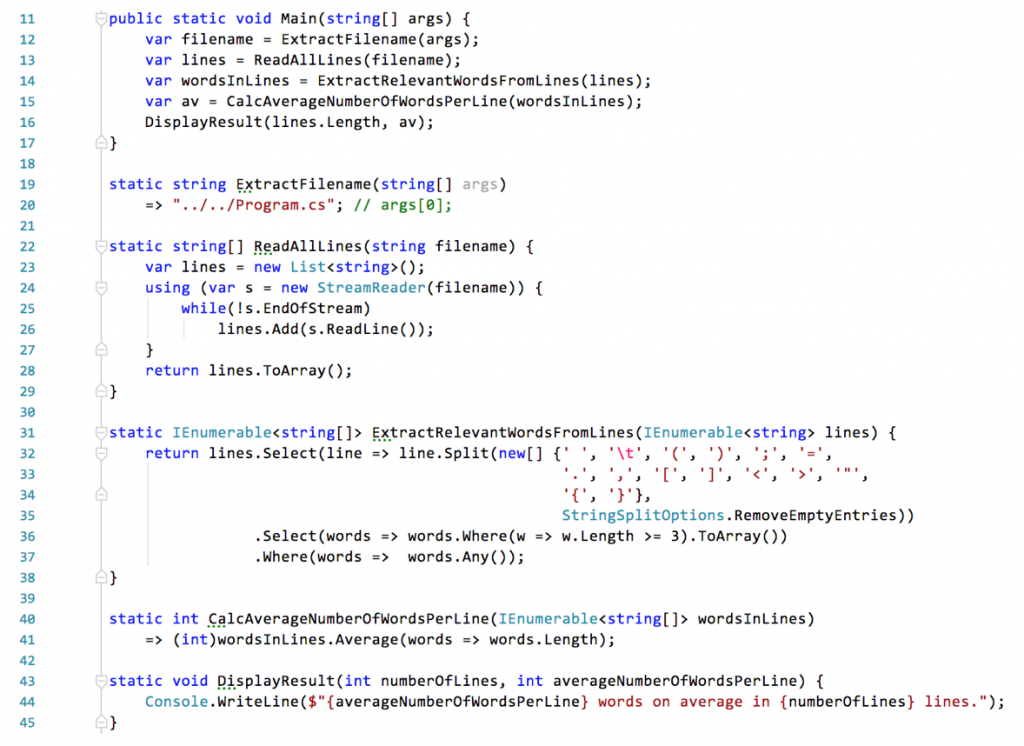 11 public static void Main(string[] args) {
12     var filename = ExtractFilename(args);
13     var lines = ReadAllLines(filename);
14     var wordsInLines = ExtractRelevantWordsFromLines(lines);
15     var av = CalcAverageNumberOfWordsPerLine(wordsInLines);
16     DisplayResult(lines.Length, av);
17 }
18
19 static string ExtractFilename(string[] args)
20     => "../../Program.cs"; // args[0];
21
22 static string[] ReadAllLines(string filename) {
23     var lines = new List<string>();
24     using (var s = new StreamReader(filename)) {
25         while(!s.EndOfStream)
26             lines.Add(s.ReadLine());
27     }
28     return lines.ToArray();
29 }
30
31 static IEnumerable<string[]> ExtractRelevantWordsFromLines(IEnumerable<string> lines) {
32     return lines.Select(line => line.Split(new[] {' ', '\t', '(', ')', ';', '=',
33                                                   '.', ',', '[', ']', '<', '>', '"',
34                                                   '{', '}'},
35                                                   StringSplitOptions.RemoveEmptyEntries))
36                 .Select(words => words.Where(w => w.Length >= 3).ToArray())
37                 .Where(words =>  words.Any());
38 }
39
40 static int CalcAverageNumberOfWordsPerLine(IEnumerable<string[]> wordsInLines)
41     => (int)wordsInLines.Average(words => words.Length);
42
43 static void DisplayResult(int numberOfLines, int averageNumberOfWordsPerLine) {
44     Console.WriteLine($"{averageNumberOfWordsPerLine} words on average in {numberOfLines} lines.");
45 }